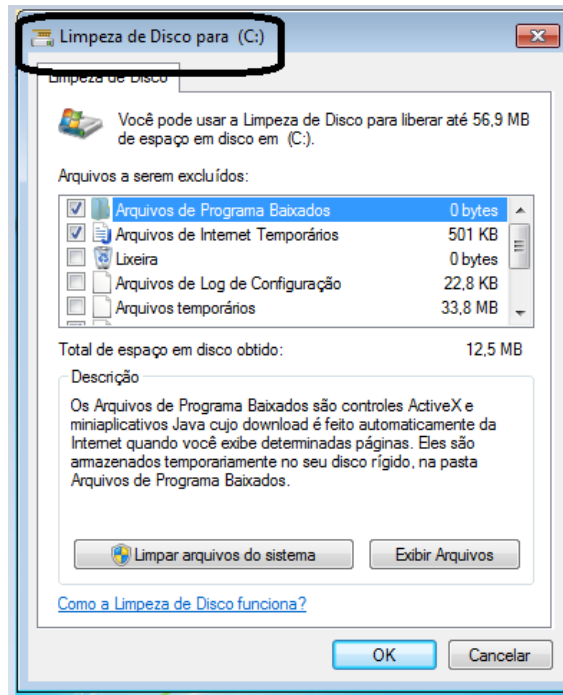 Limpeza de Disco para (C:)
Limpeza de Disco
Você pode usar a Limpeza de Disco para liberar até 56,9 MB
de espaço em disco em (C:).
Arquivos a serem excluídos:
Arquivos de Programa Baixados 0 bytes
Arquivos de Internet Temporários 501 KB
Lixeira 0 bytes
Arquivos de Log de Configuração 22,8 KB
Arquivos temporários 33,8 MB
Total de espaço em disco obtido: 12,5 MB
Descrição
Os Arquivos de Programa Baixados são controles ActiveX e
miniaplicativos Java cujo download é feito automaticamente da
Internet quando você exibe determinadas páginas. Eles são
armazenados temporariamente no seu disco rígido, na pasta
Arquivos de Programa Baixados.
Limpar arquivos do sistema
Exibir Arquivos
Como a Limpeza de Disco funciona?
OK
Cancelar